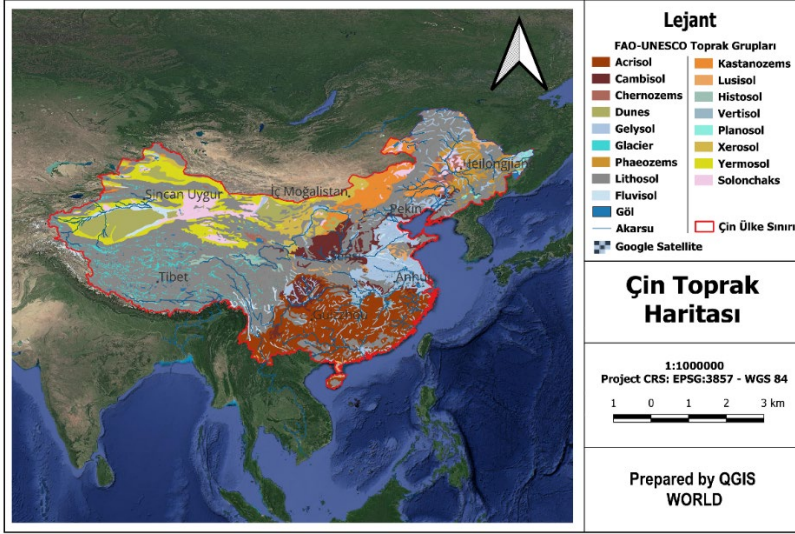 Sincan Uygur
İç Moğalistan
Heilongjian
Pekin
Tibet
Anhui
Lejant
FAO-UNESCO Toprak Grupları
Acrisol
Cambisol
Chernozems
Dunes
Gelysol
Glacier
Phaeozems
Lithosol
Fluvisol
Göl
Akarsu
Google Satellite
Kastanozems
Lusisol
Histosol
Vertisol
Planosol
Xerosol
Yermosol
Solonchaks
Çin Ülke Sınırı
Çin Toprak
Haritası
1:1000000
Project CRS: EPSG:3857 - WGS 84
1 0 1 2 3 km
Prepared by QGIS
WORLD